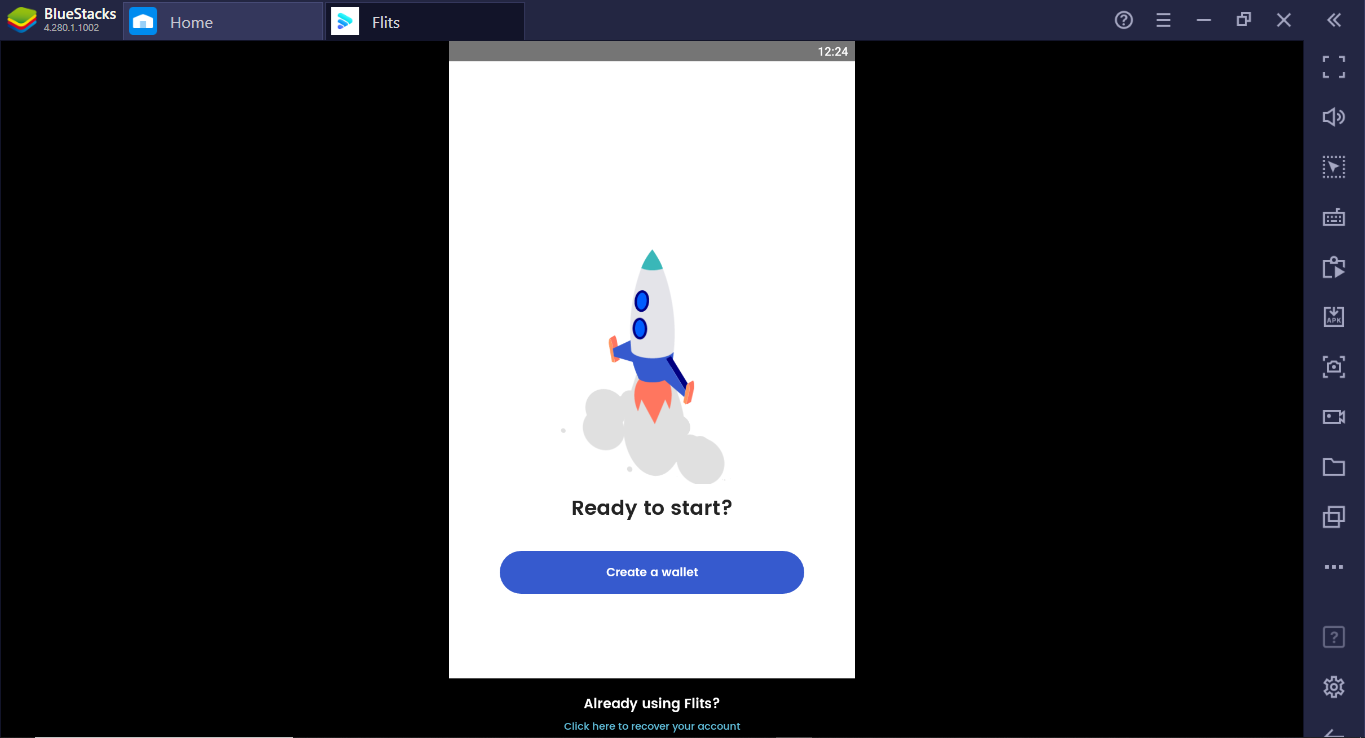 BlueStacks
4.280.1.1002
Home
Flits
12:24
APK
Ready to start?
Create a wallet
Already using Flits?
Click here to recover your account